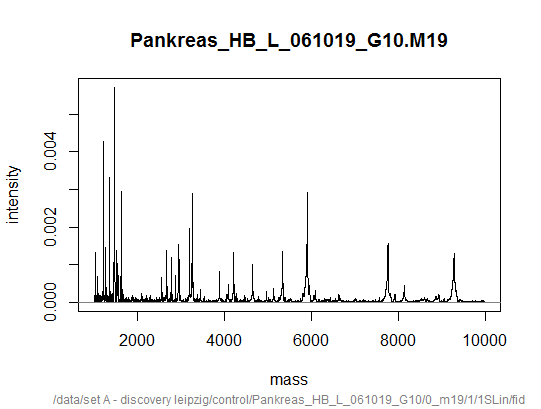 Pankreas_HB_L_061019_G10.M19
intensity
0.004
0.002
0.000
2000 4000 6000 8000 10000
mass
/data/set A - discovery leipzig/control/Pankreas_HB_L_061019_G10/0_m19/1/1SLin/fid